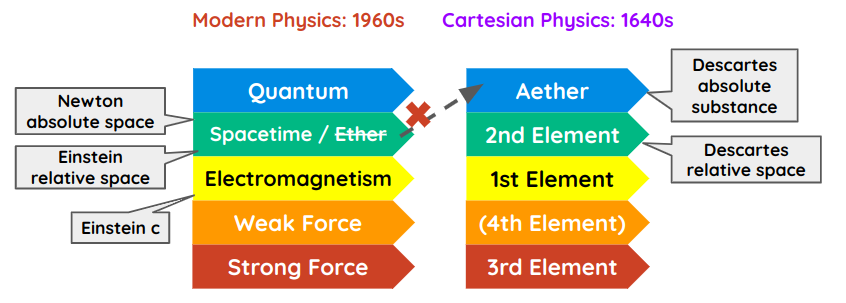 Modern Physics: 1960s
Cartesian Physics: 1640s
Newton
absolute space
Einstein
relative space
Einstein c
Quantum
Spacetime / Ether
Electromagnetism
Weak Force
Strong Force
Aether
2nd Element
1st Element
(4th Element)
3rd Element
Descartes
absolute
substance
Descartes
relative space